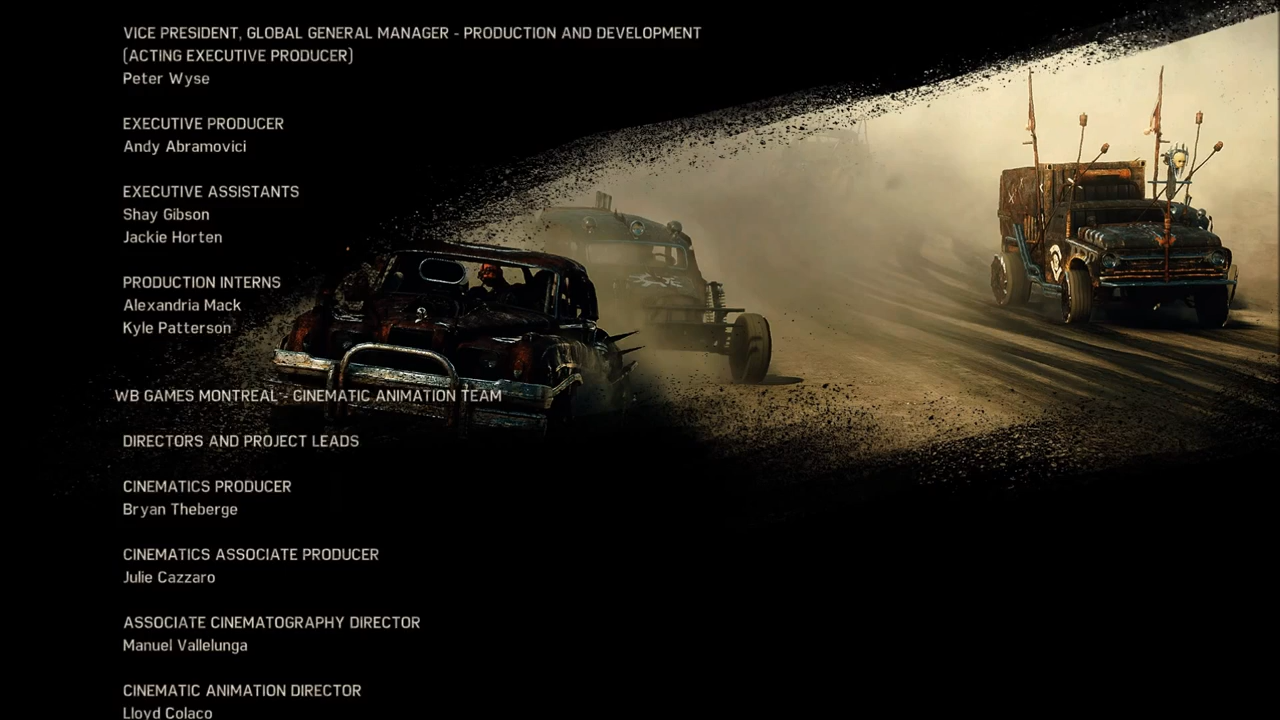 VICE PRESIDENT, GLOBAL GENERAL MANAGER - PRODUCTION AND DEVELOPMENT
(ACTING EXECUTIVE PRODUCER)
Peter Wyse
EXECUTIVE PRODUCER
Andy Abramovici
EXECUTIVE ASSISTANTS
Shay Gibson
Jackie Horten
PRODUCTION INTERNS
Alexandria Mack
Kyle Patterson
WB GAMES MONTREAL - CINEMATIC ANIMATION TEAM
DIRECTORS AND PROJECT LEADS
CINEMATICS PRODUCER
Bryan Theberge
CINEMATICS ASSOCIATE PRODUCER
Julie Cazzaro
ASSOCIATE CINEMATOGRAPHY DIRECTOR
Manuel Vallelunga
CINEMATIC ANIMATION DIRECTOR
Lloyd Colaco